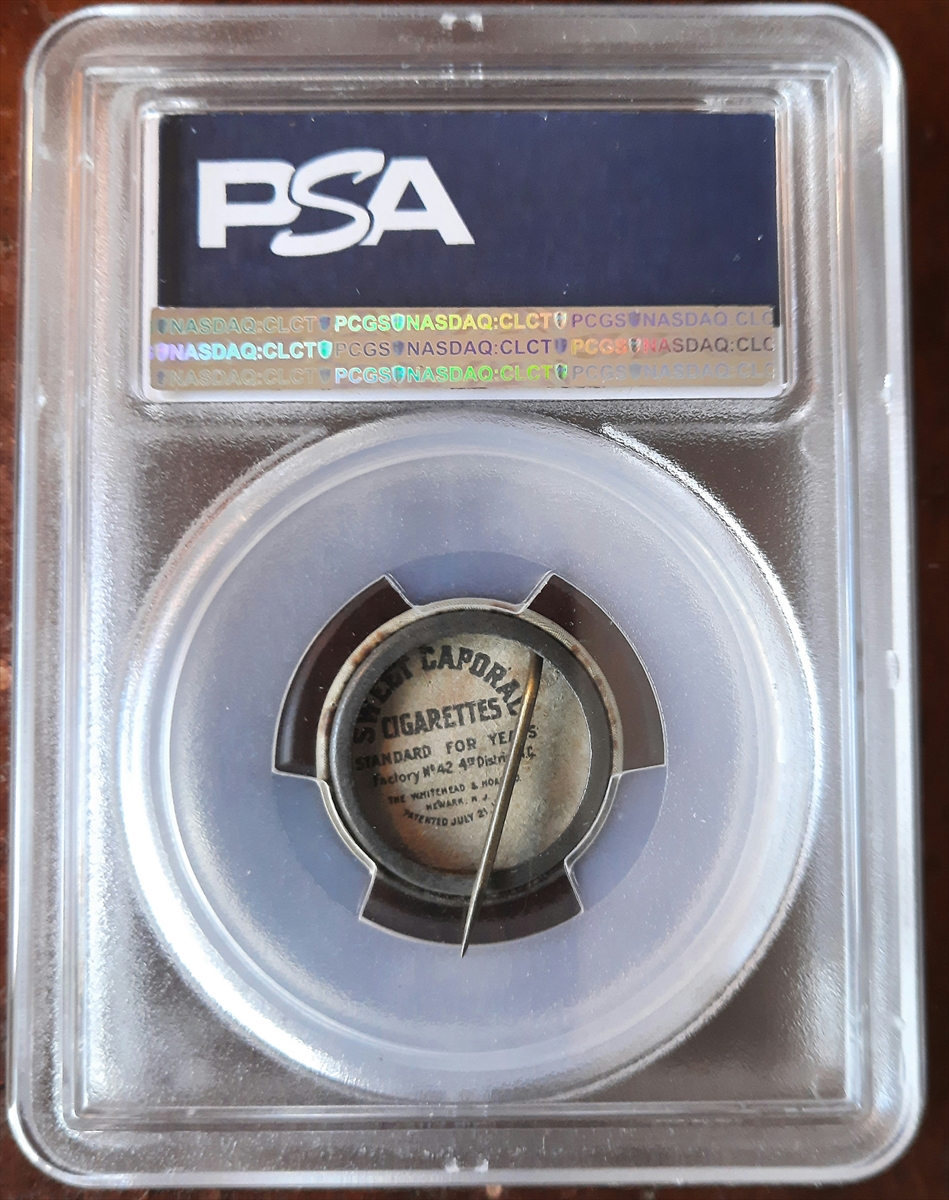 PSA
NASDAQ:CLCT PCGS NASDAQ:CLCT PCGS NASDAQ:CLC
NASDAQ:CLCT PCGS NASDAQ:CLCT PCGS NASDAQ:CLC
NASDAQ:CLCT PCGS NASDAQ:CLCT PCGS NASDAQ:CLC
SWEET CAPORAL
CIGARETTES
STANDARD FOR YEARS
Factory Nº 42 4th Distri N.C.
THE WHITEHEAD & HOA
NEWARK, N.J.
PATENTED JULY 21